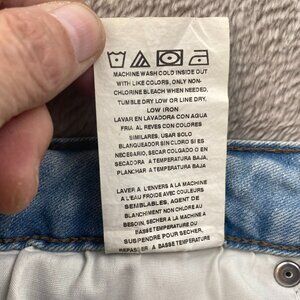 MACHINE WASH COLD INSIDE OUT
WITH LIKE COLORS, ONLY NON-
CHLORINE BLEACH WHEN NEEDED,
TUMBLE DRY LOW OR LINE DRY,
LOW IRON
LAVAR EN LAVADORA CON AGUA
FRIA, AL REVES CON COLORES
SIMILARES, USAR SOLO
BLANQUEADOR SIN CLORO SI ES
NECESARIO, SECAR COLGADO O EN
SECADORA A TEMPERATURA BAJA,
PLANCHAR A TEMPERATURA BAJA,
LAVER A L'ENVERS A LA MACHINE
A L'EAU FROIDE AVEC COULEURS
SEMBLABLES, AGENT DE
BLANCHIMENT NON CHLORE AU
BESOIN, SECHER A LA MACHINE
A BASSE TEMPERATURE OU
SUSPENDRE POUR SECHER,
REPASSER A BASSE TEMPERATURE